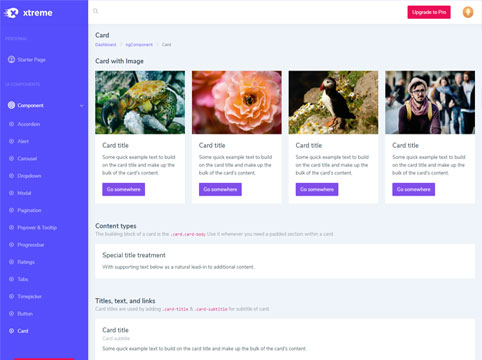 xtreme
Upgrade to Pro
PERSONAL
Starter Page
UI COMPONENTS
Component
Accordion
Alert
Carousel
Dropdown
Modal
Pagination
Popover & Tooltip
Progressbar
Ratings
Tabs
Timepicker
Button
Card
Card
Dashboard / ngComponent / Card
Card with Image
Card title
Some quick example text to build
on the card title and make up the
bulk of the card's content.
Go somewhere
Card title
Some quick example text to build
on the card title and make up the
bulk of the card's content.
Go somewhere
Card title
Some quick example text to build
on the card title and make up the
bulk of the card's content.
Go somewhere
Card title
Some quick example text to build
on the card title and make up the
bulk of the card's content.
Go somewhere
Content types
The building block of a card is the .card.card-body Use it whenever you need a padded section within a card.
Special title treatment
With supporting text below as a natural lead-in to additional content.
Titles, text, and links
Card titles are used by adding .card-title & .card-subtitle for subtitle of card
Card title
Card subtitle
Some quick example text to build on the card title and make up the bulk of the card's content.